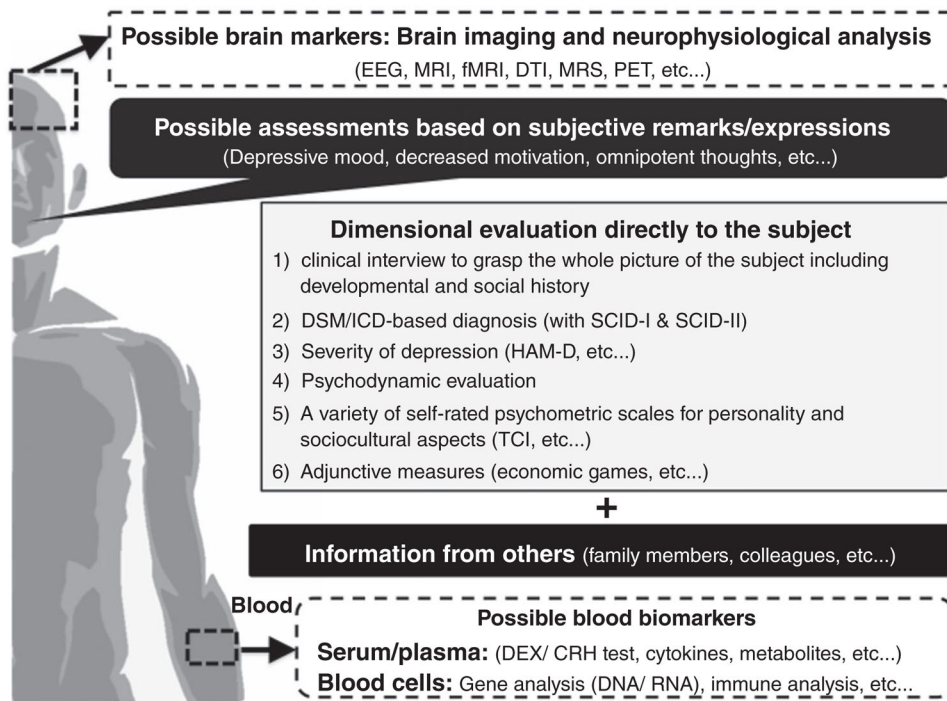 Possible brain markers: Brain imaging and neurophysiological analysis
(EEG, MRI, fMRI, DTI, MRS, PET, etc...)
Possible assessments based on subjective remarks/expressions
(Depressive mood, decreased motivation, omnipotent thoughts, etc...)
Dimensional evaluation directly to the subject
1) clinical interview to grasp the whole picture of the subject including
developmental and social history
2) DSM/ICD-based diagnosis (with SCID-I & SCID-II)
3) Severity of depression (HAM-D, etc...)
4) Psychodynamic evaluation
5) A variety of self-rated psychometric scales for personality and
sociocultural aspects (TCI, etc...)
6) Adjunctive measures (economic games, etc...)
+
Information from others (family members, colleagues, etc...)
Blood
Possible blood biomarkers
Serum/plasma: (DEX/ CRH test, cytokines, metabolites, etc...)
Blood cells: Gene analysis (DNA/ RNA), immune analysis, etc...